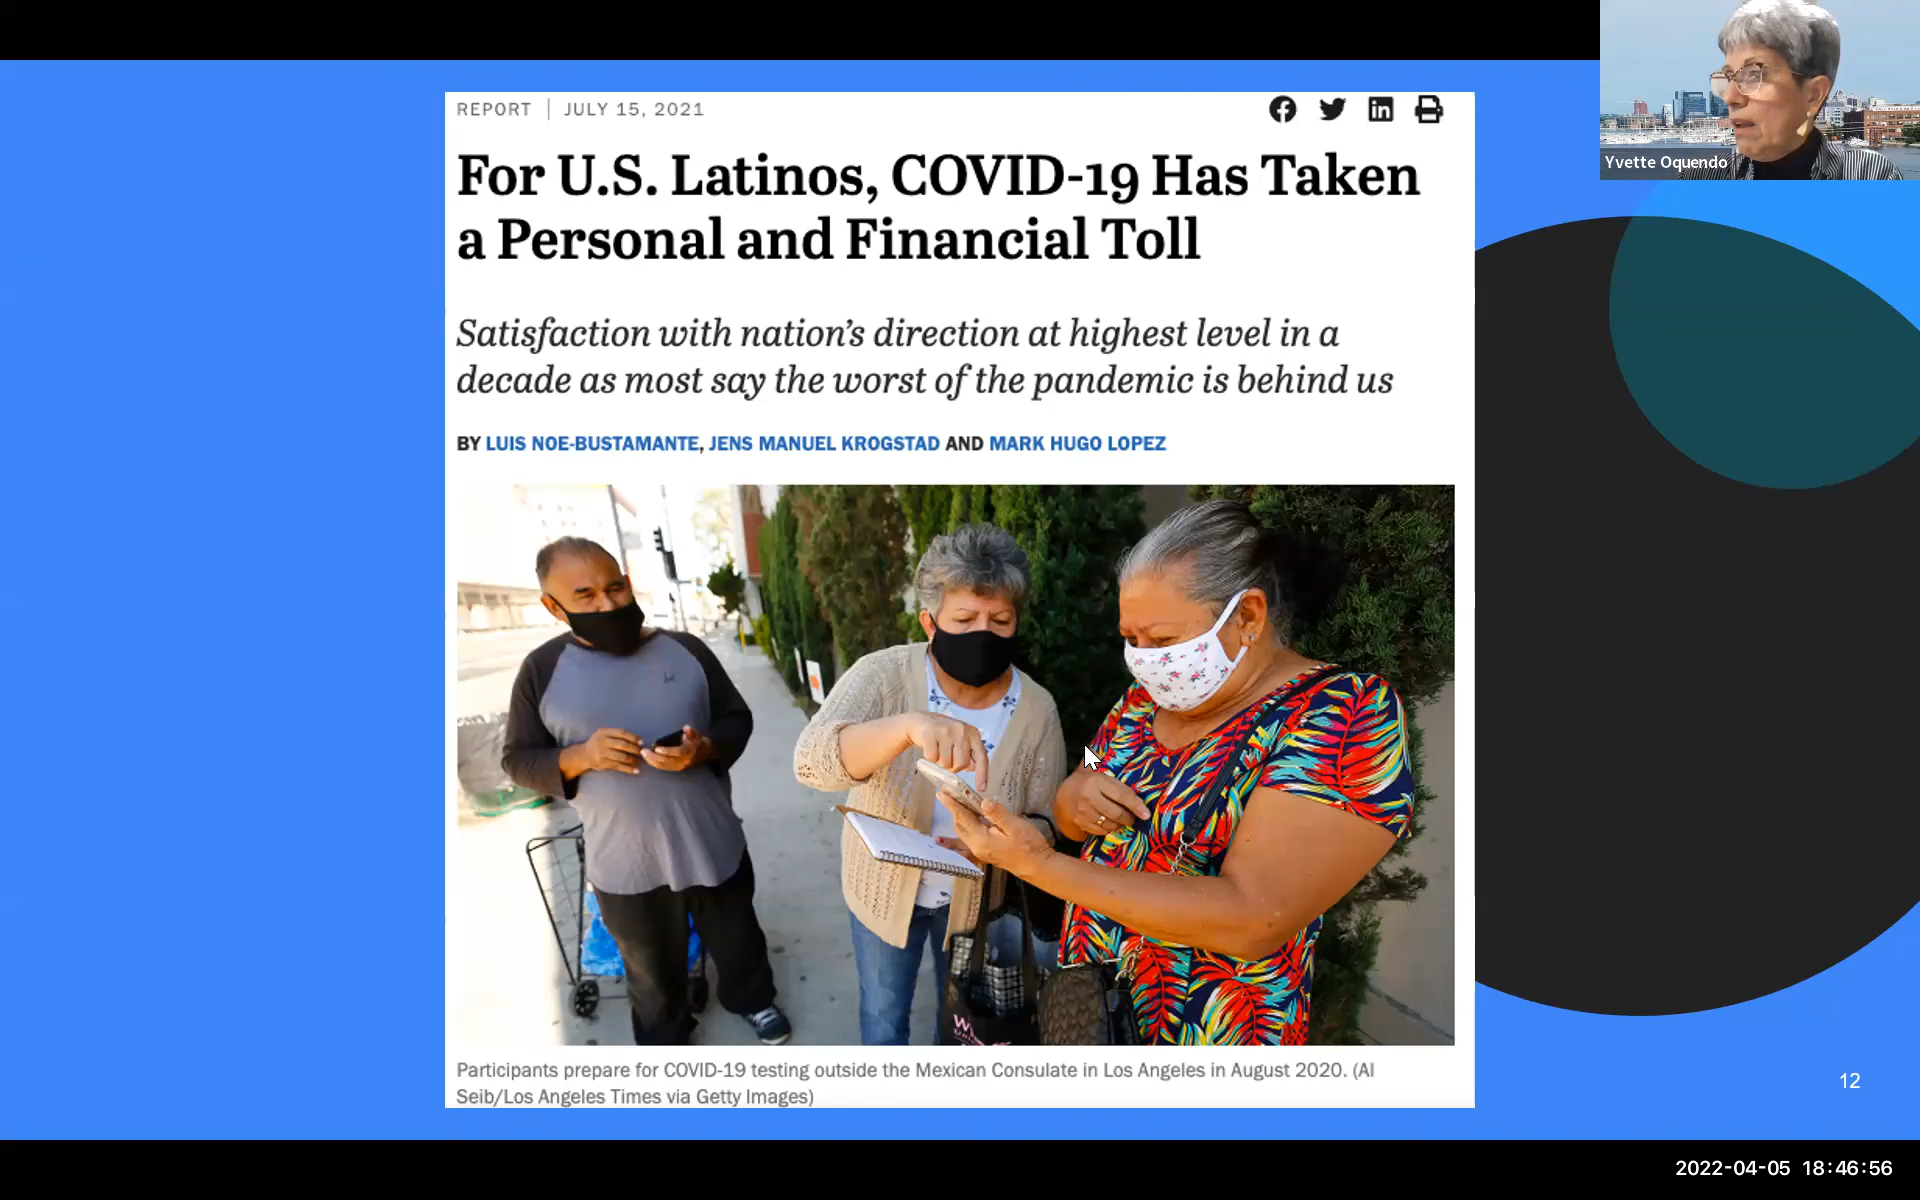 Yvette Oquendo
REPORT | JULY 15, 2021
For U.S. Latinos, COVID-19 Has Taken
a Personal and Financial Toll
Satisfaction with nation's direction at highest level in a
decade as most say the worst of the pandemic is behind us
BY LUIS NOE-BUSTAMANTE, JENS MANUEL KROGSTAD AND MARK HUGO LOPEZ
Participants prepare for COVID-19 testing outside the Mexican Consulate in Los Angeles in August 2020. (Al
Seib/Los Angeles Times via Getty Images)
12
2022-04-05 18:46:56